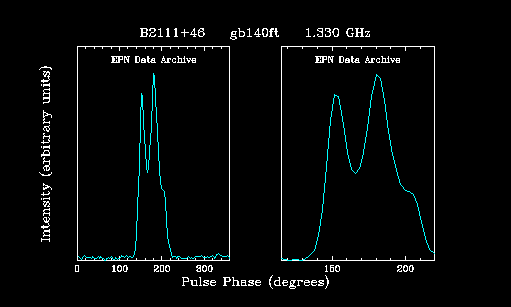 B2111+46 gb140ft 1.330 GHz
EPN Data Archive EPN Data Archive
Intensity (arbitrary units)
0 100 200 300 150 200
Pulse Phase (degrees)